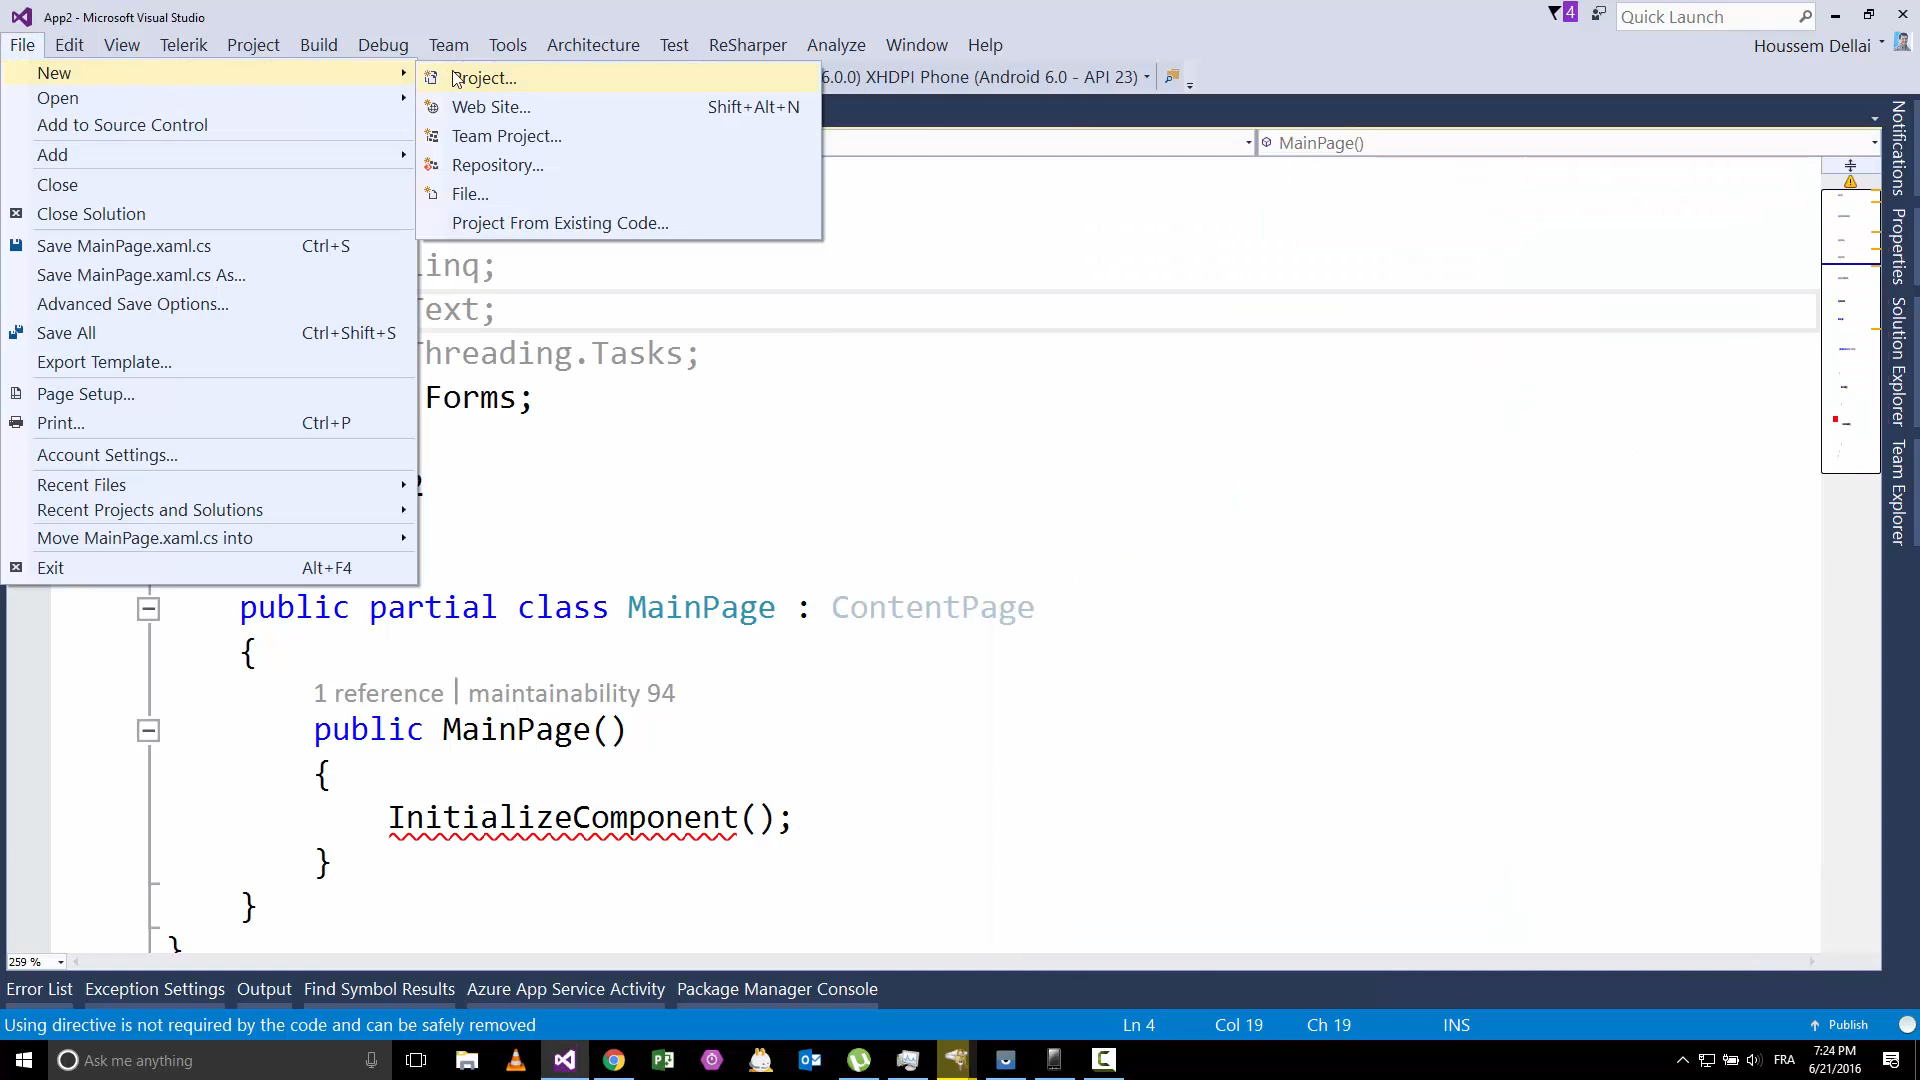 App2 - Microsoft Visual Studio
4
Quick Launch
File Edit View Telerik Project Build Debug Team Tools Architecture Test ReSharper Analyze Window Help
Houssem Dellai
6.0.0) XHDPI Phone (Android 6.0 - API 23)
New
Open
Add to Source Control
Add
Close
Close Solution
Save MainPage.xaml.cs Ctrl+S
Save MainPage.xaml.cs As...
Advanced Save Options...
Save All Ctrl+Shift+S
Export Template...
Page Setup...
Print... Ctrl+P
Account Settings...
Recent Files
Recent Projects and Solutions
Move MainPage.xaml.cs into
Exit Alt+F4
Project...
Web Site... Shift+Alt+N
Team Project...
Repository...
File...
Project From Existing Code...
MainPage()
Notifications
Properties
Solution Explorer
Team Explorer
linq;
Text;
Threading.Tasks;
Forms;
2
public partial class MainPage : ContentPage
{
1 reference | maintainability 94
public MainPage()
{
InitializeComponent();
}
}
}
259 %
Error List Exception Settings Output Find Symbol Results Azure App Service Activity Package Manager Console
Using directive is not required by the code and can be safely removed Ln 4 Col 19 Ch 19 INS Publish
Ask me anything
FRA
7:24 PM
6/21/2016